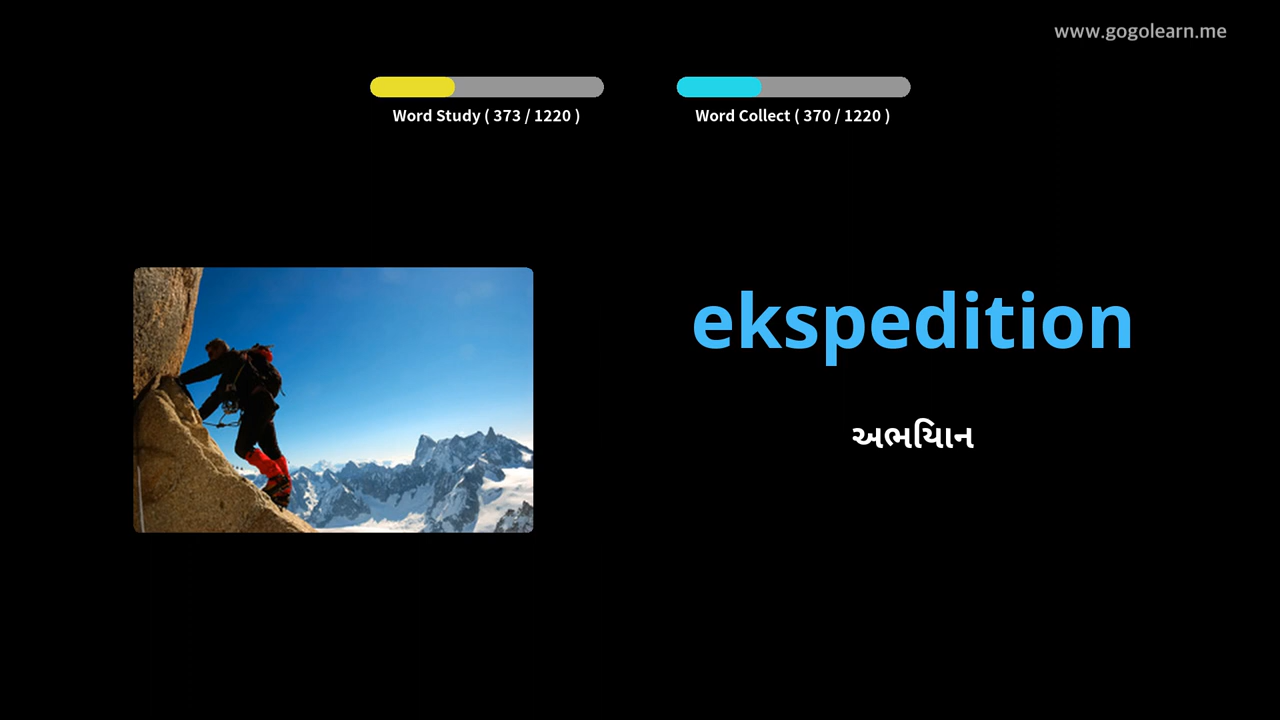 www.gogolearn.me
Word Study ( 373 / 1220 )
Word Collect ( 370 / 1220 )
ekspedition
અભિયાન